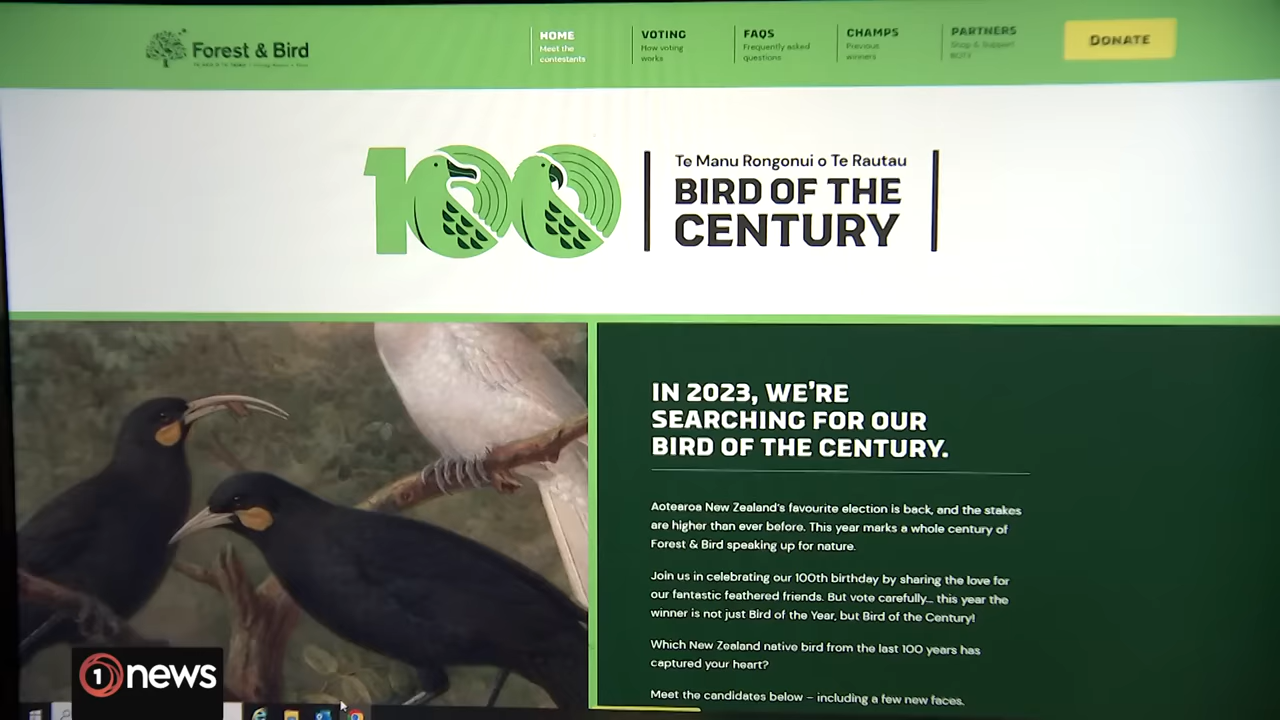 Forest & Bird
HOME
Meet the
contestants
VOTING
How voting
works
FAQS
Frequently asked
questions
CHAMPS
Previous
winners
PARTNERS
Shop & Support
BOTY
DONATE
100
Te Manu Rongonui o Te Rautau
BIRD OF THE
CENTURY
IN 2023, WE'RE
SEARCHING FOR OUR
BIRD OF THE CENTURY.
Aotearoa New Zealand's favourite election is back, and the stakes
are higher than ever before. This year marks a whole century of
Forest & Bird speaking up for nature.
Join us in celebrating our 100th birthday by sharing the love for
our fantastic feathered friends. But vote carefully... this year the
winner is not just Bird of the Year, but Bird of the Century!
Which New Zealand native bird from the last 100 years has
captured your heart?
Meet the candidates below – including a few new faces.
1 news